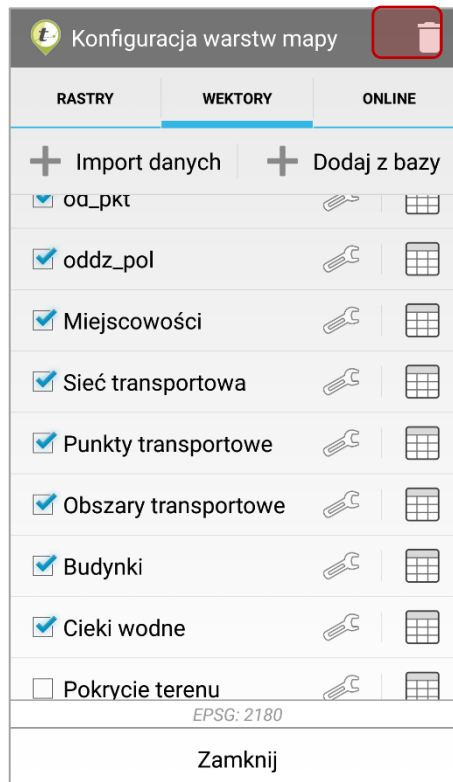 t
Konfiguracja warstw mapy
RASTRY WEKTORY ONLINE
Import danych Dodaj z bazy
od_pkt
oddz_pol
Miejscowości
Sieć transportowa
Punkty transportowe
Obszary transportowe
Budynki
Cieki wodne
Pokrycie terenu
EPSG: 2180
Zamknij